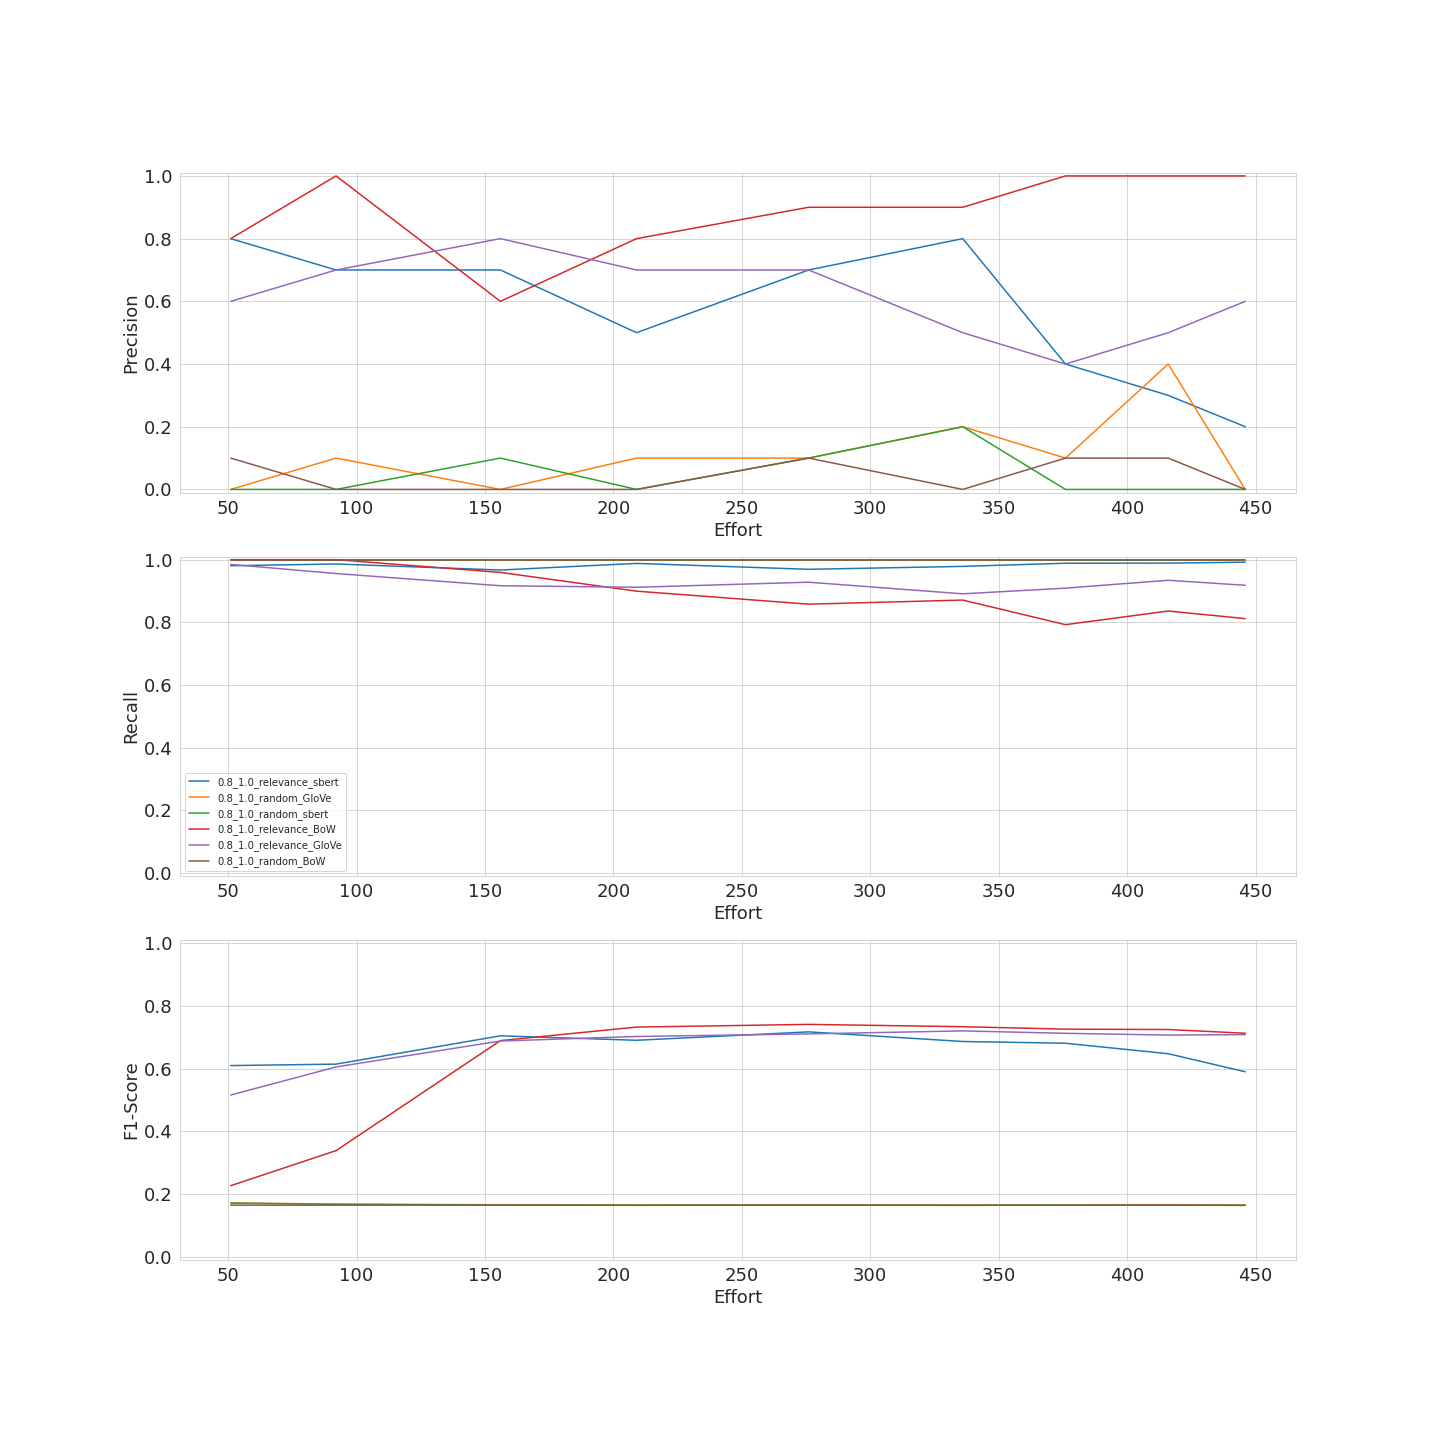 1.0
0.8
0.6
0.4
0.2
0.0
Precision
50 100 150 200 250 300 350 400 450
Effort
1.0
0.8
0.6
0.4
0.2
0.0
Recall
0.8_1.0_relevance_sbert
0.8_1.0_random_GloVe
0.8_1.0_random_sbert
0.8_1.0_relevance_BoW
0.8_1.0_relevance_GloVe
0.8_1.0_random_BoW
50 100 150 200 250 300 350 400 450
Effort
1.0
0.8
0.6
0.4
0.2
0.0
F1-Score
50 100 150 200 250 300 350 400 450
Effort